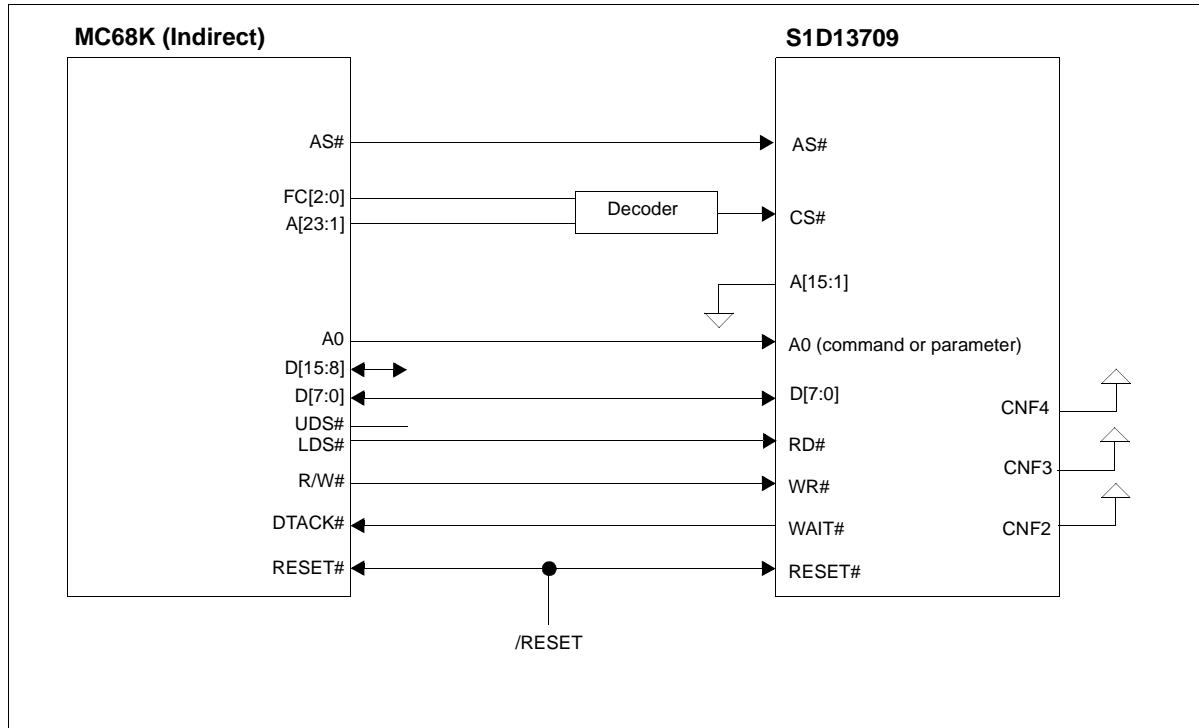 MC68K (Indirect)
S1D13709
AS#
AS#
FC[2:0]
Decoder
CS#
A[23:1]
A[15:1]
A0
A0 (command or parameter)
D[15:8]
D[7:0]
D[7:0]
CNF4
UDS#
LDS#
RD#
CNF3
R/W#
WR#
DTACK#
WAIT#
CNF2
RESET#
RESET#
/RESET